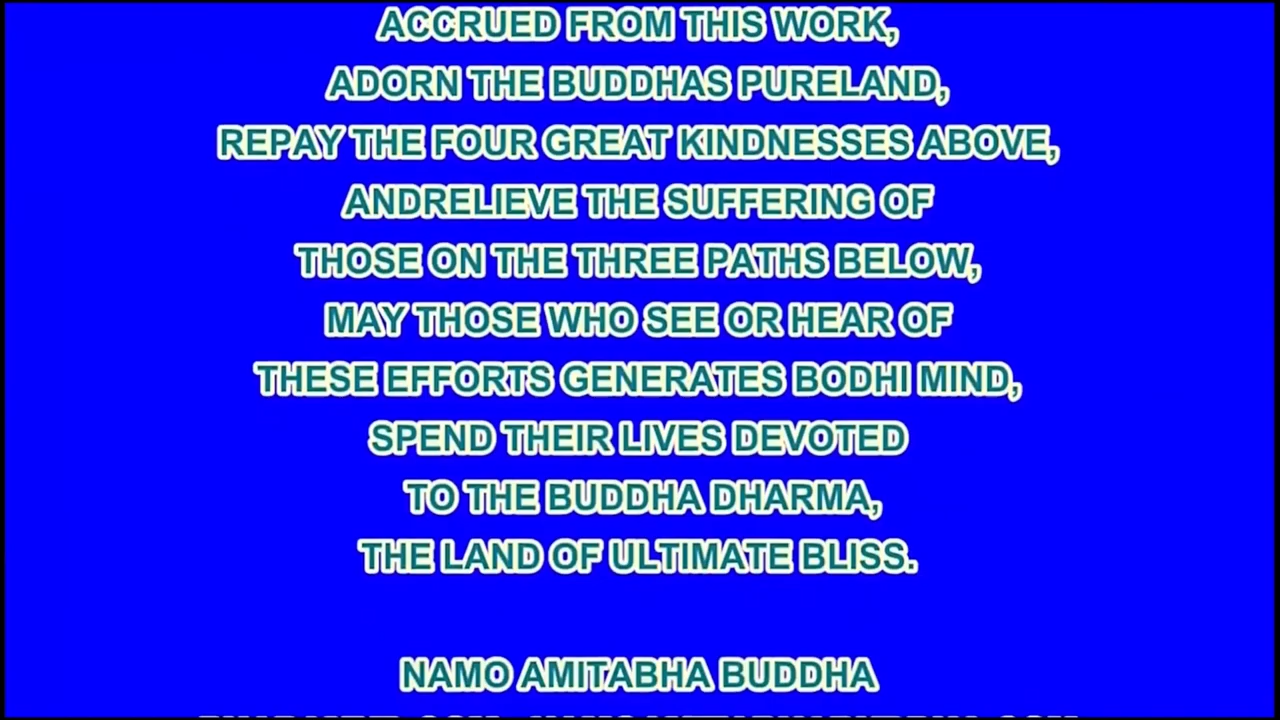 ACCRUED FROM THIS WORK,
ADORN THE BUDDHAS PURELAND,
REPAY THE FOUR GREAT KINDNESSES ABOVE,
ANDRELIEVE THE SUFFERING OF
THOSE ON THE THREE PATHS BELOW,
MAY THOSE WHO SEE OR HEAR OF
THESE EFFORTS GENERATES BODHI MIND,
SPEND THEIR LIVES DEVOTED
TO THE BUDDHA DHARMA,
THE LAND OF ULTIMATE BLISS.
NAMO AMITABHA BUDDHA